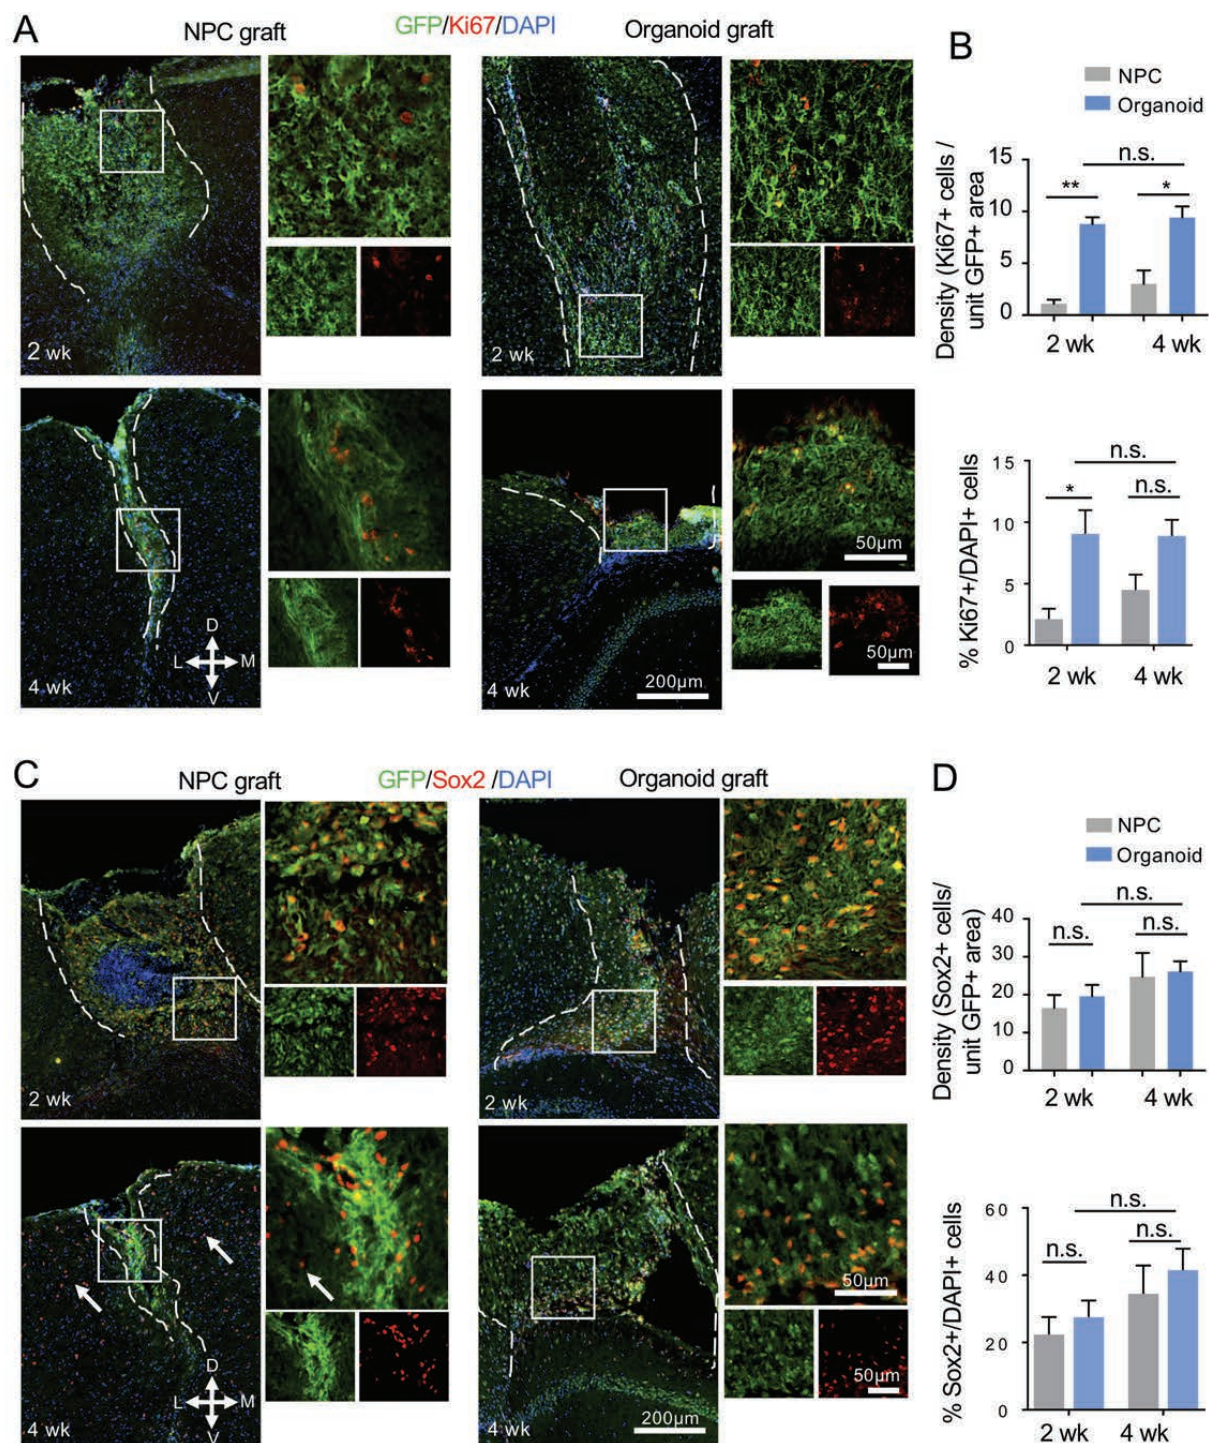 A
NPC graft
GFP/Ki67/DAPI
Organoid graft
2 wk
2 wk
4 wk
D
L
M
V
50µm
50µm
200µm
4 wk
B
NPC
Organoid
Density (Ki67+ cells /
unit GFP+ area
15
10
5
0
**
*
n.s.
2 wk
4 wk
% Ki67+/DAPI+ cells
15
10
5
0
*
n.s.
n.s.
2 wk
4 wk
C
NPC graft
GFP/Sox2 /DAPI
Organoid graft
2 wk
2 wk
4 wk
D
L
M
V
50µm
50µm
200µm
4 wk
D
NPC
Organoid
Density (Sox2+ cells/
unit GFP+ area)
40
30
20
10
0
n.s.
n.s.
n.s.
2 wk
4 wk
% Sox2+/DAPI+ cells
60
40
20
0
n.s.
n.s.
n.s.
2 wk
4 wk